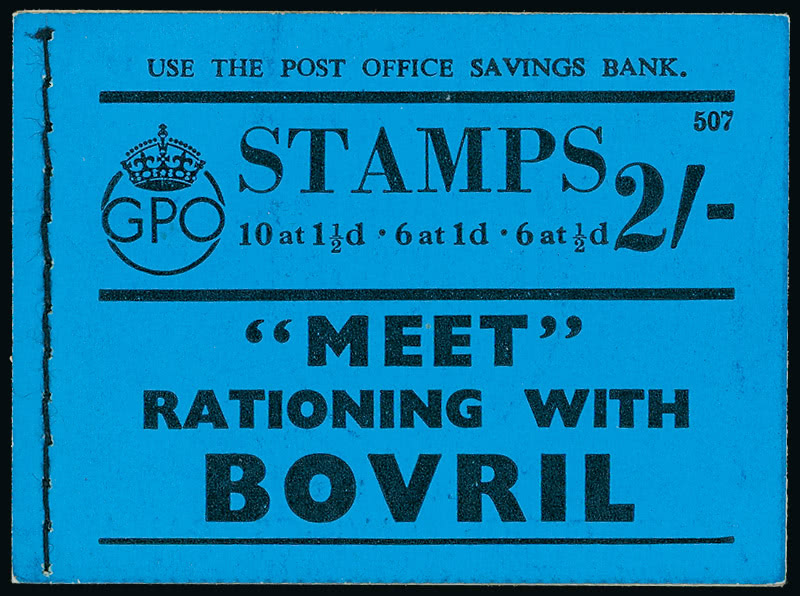 USE THE POST OFFICE SAVINGS BANK.
507
STAMPS 2/-
GPO
10 at 1½d · 6 at 1d · 6 at ½d
“MEET”
RATIONING WITH
BOVRIL